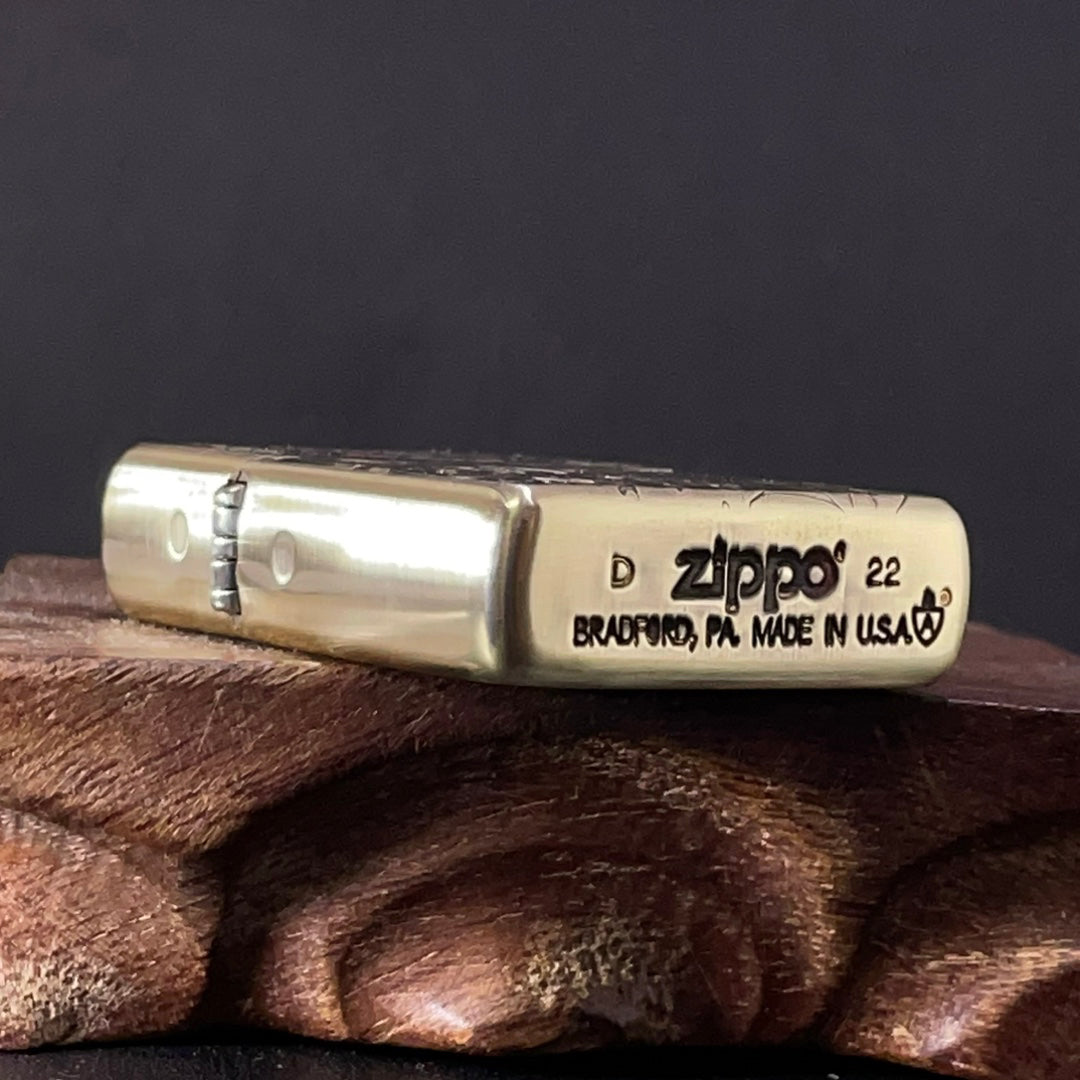 D zippo 22
BRADFORD, PA. MADE IN U.S.A.
A